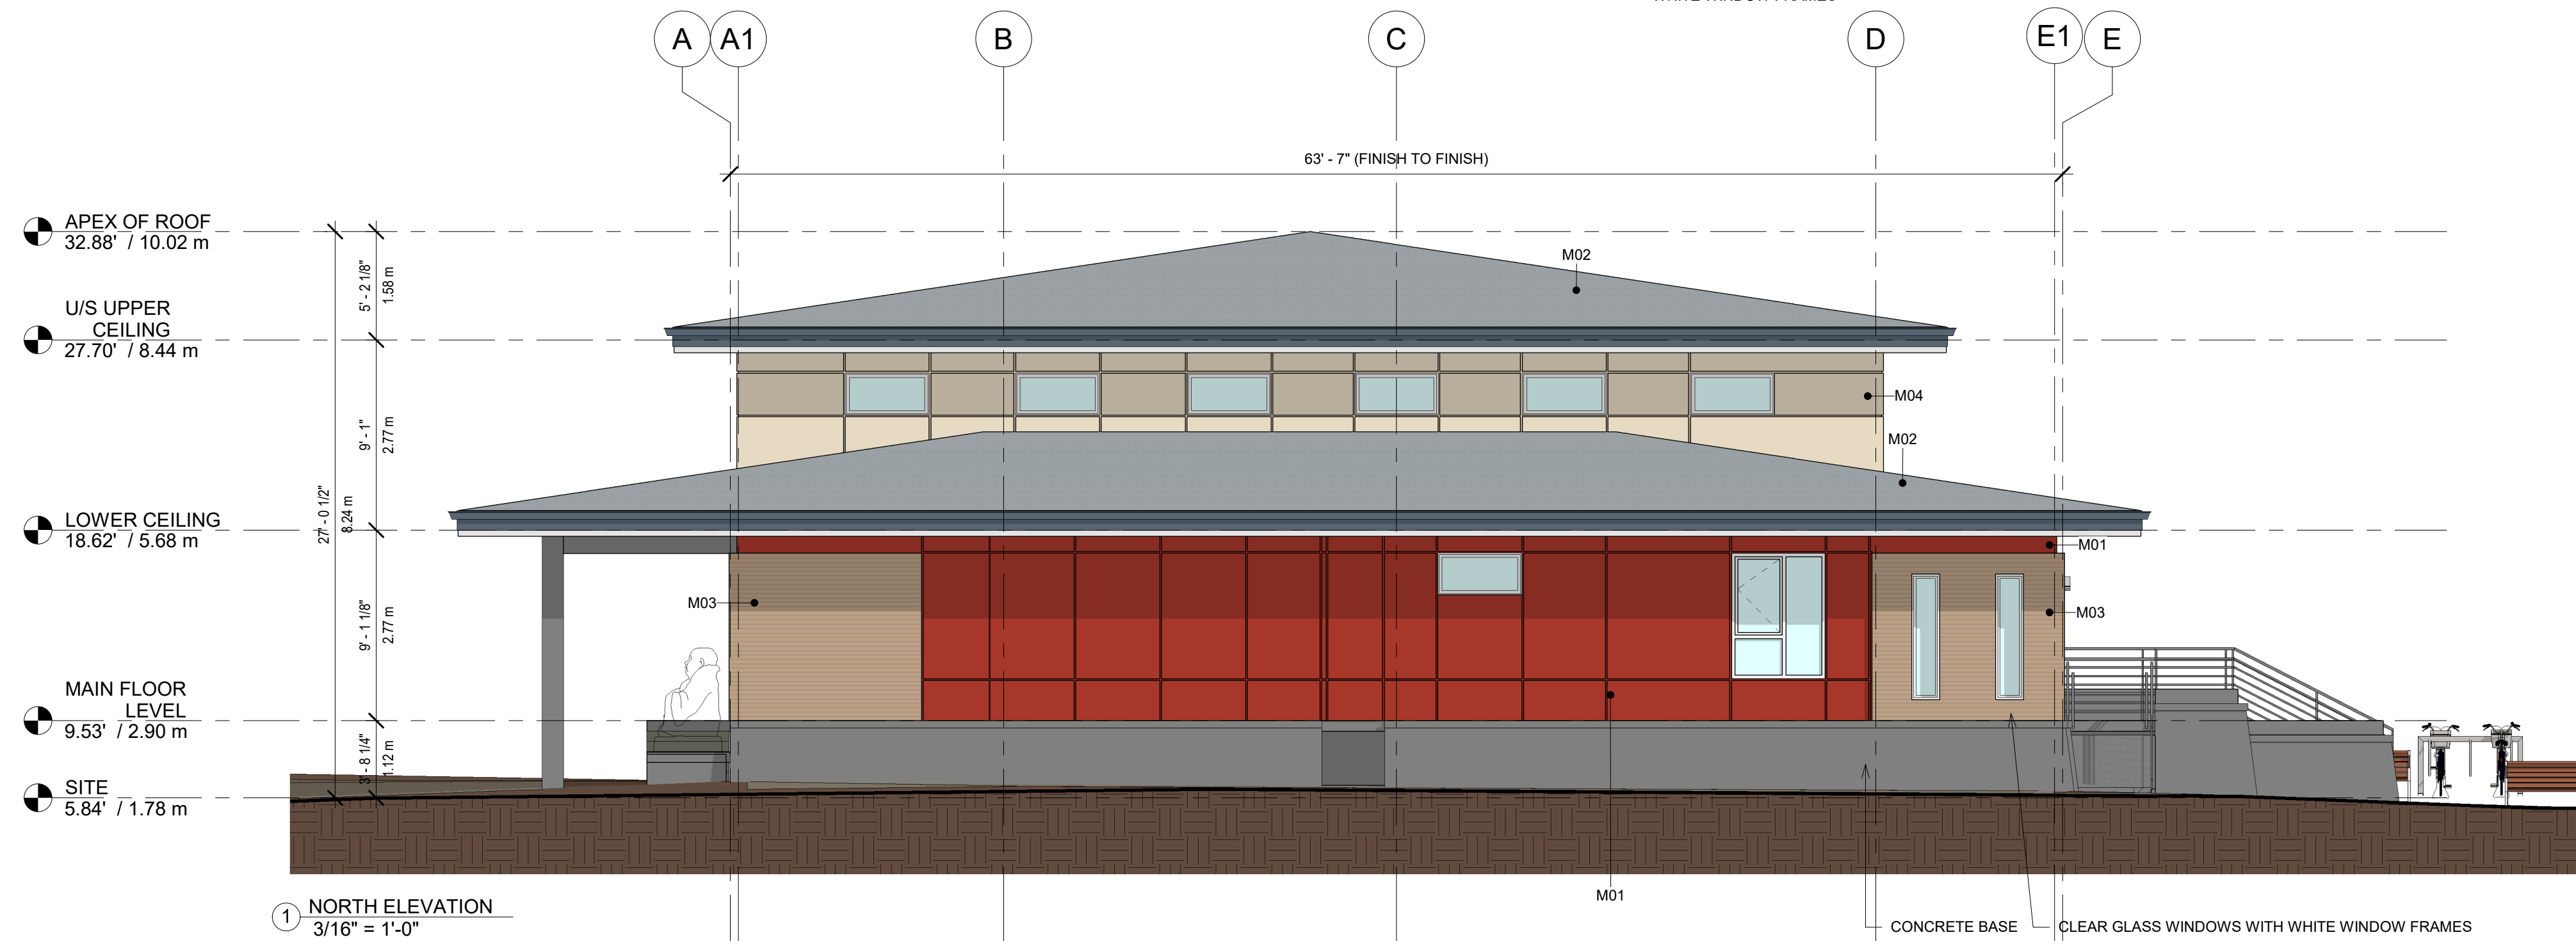 A A1 B C D E1 E
63' - 7" (FINISH TO FINISH)
APEX OF ROOF
32.88' / 10.02 m
5' - 2 1/8"
1.58 m
M02
U/S UPPER
CEILING
27.70' / 8.44 m
9' - 1"
2.77 m
M04
M02
27' - 0 1/2"
8.24 m
LOWER CEILING
18.62' / 5.68 m
M01
9' - 1 1/8"
2.77 m
M03
M03
MAIN FLOOR
LEVEL
9.53' / 2.90 m
3' - 8 1/4"
1.12 m
SITE
5.84' / 1.78 m
M01
1 NORTH ELEVATION
3/16" = 1'-0"
CONCRETE BASE
CLEAR GLASS WINDOWS WITH WHITE WINDOW FRAMES